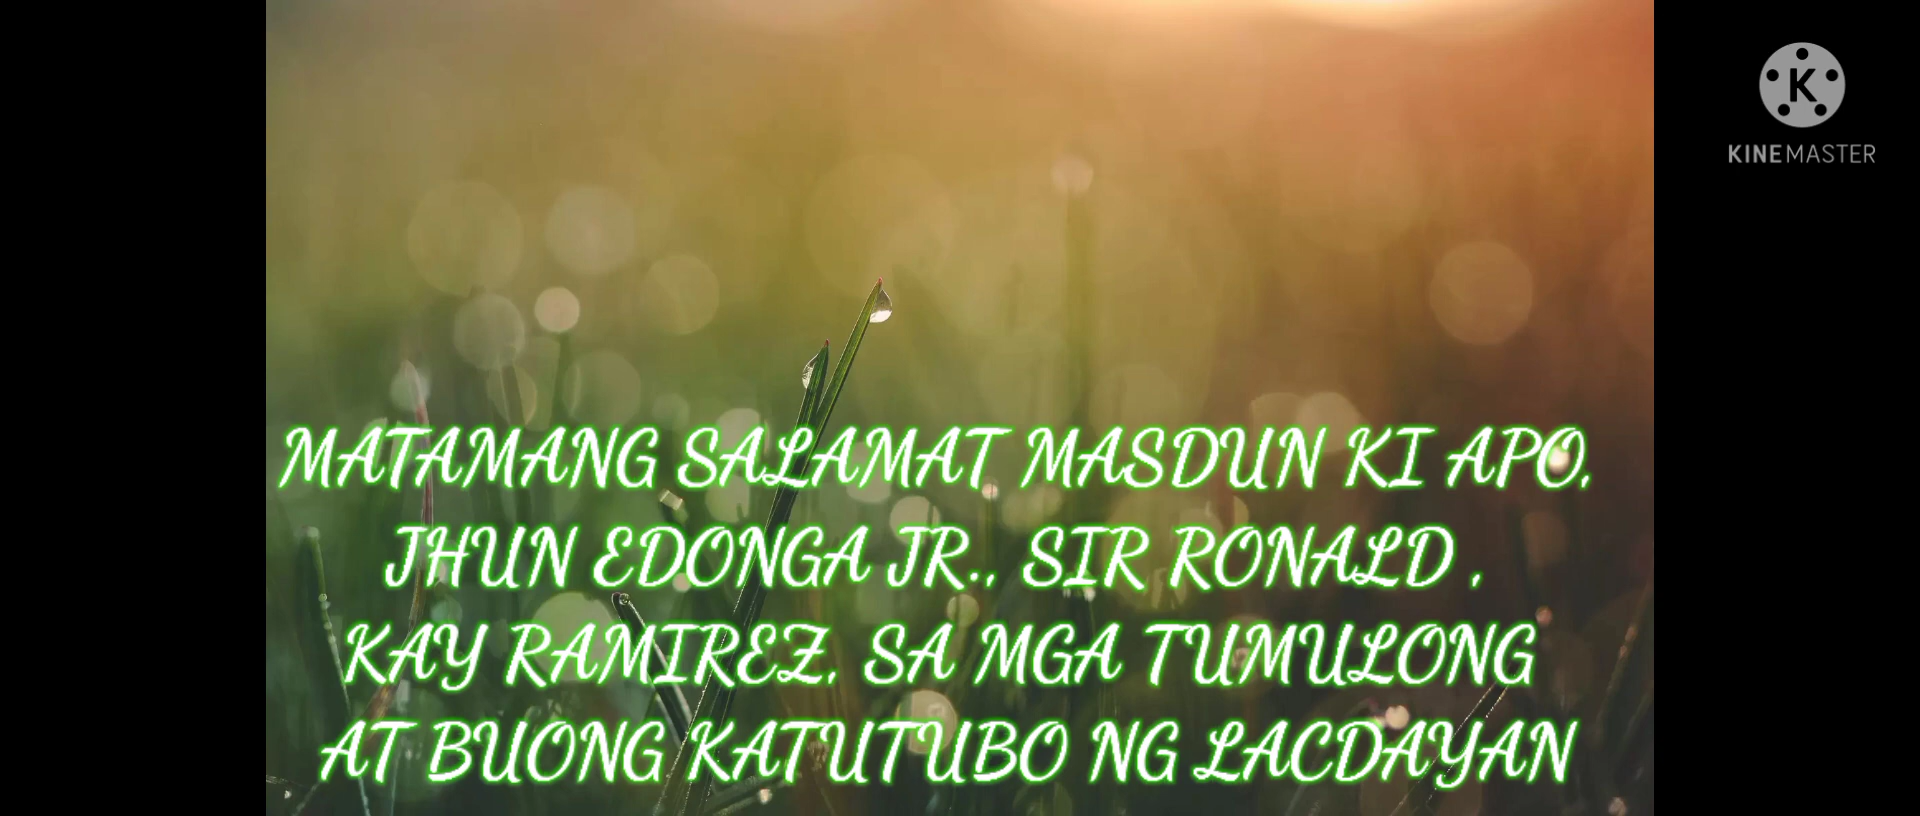 KINEMASTER
MATAMANG SALAMAT MASDUN KI APO,
JHUN EDONGA JR., SIR RONALD ,
KAY RAMIREZ, SA MGA TUMULONG
AT BUONG KATUTUBO NG LACDAYAN